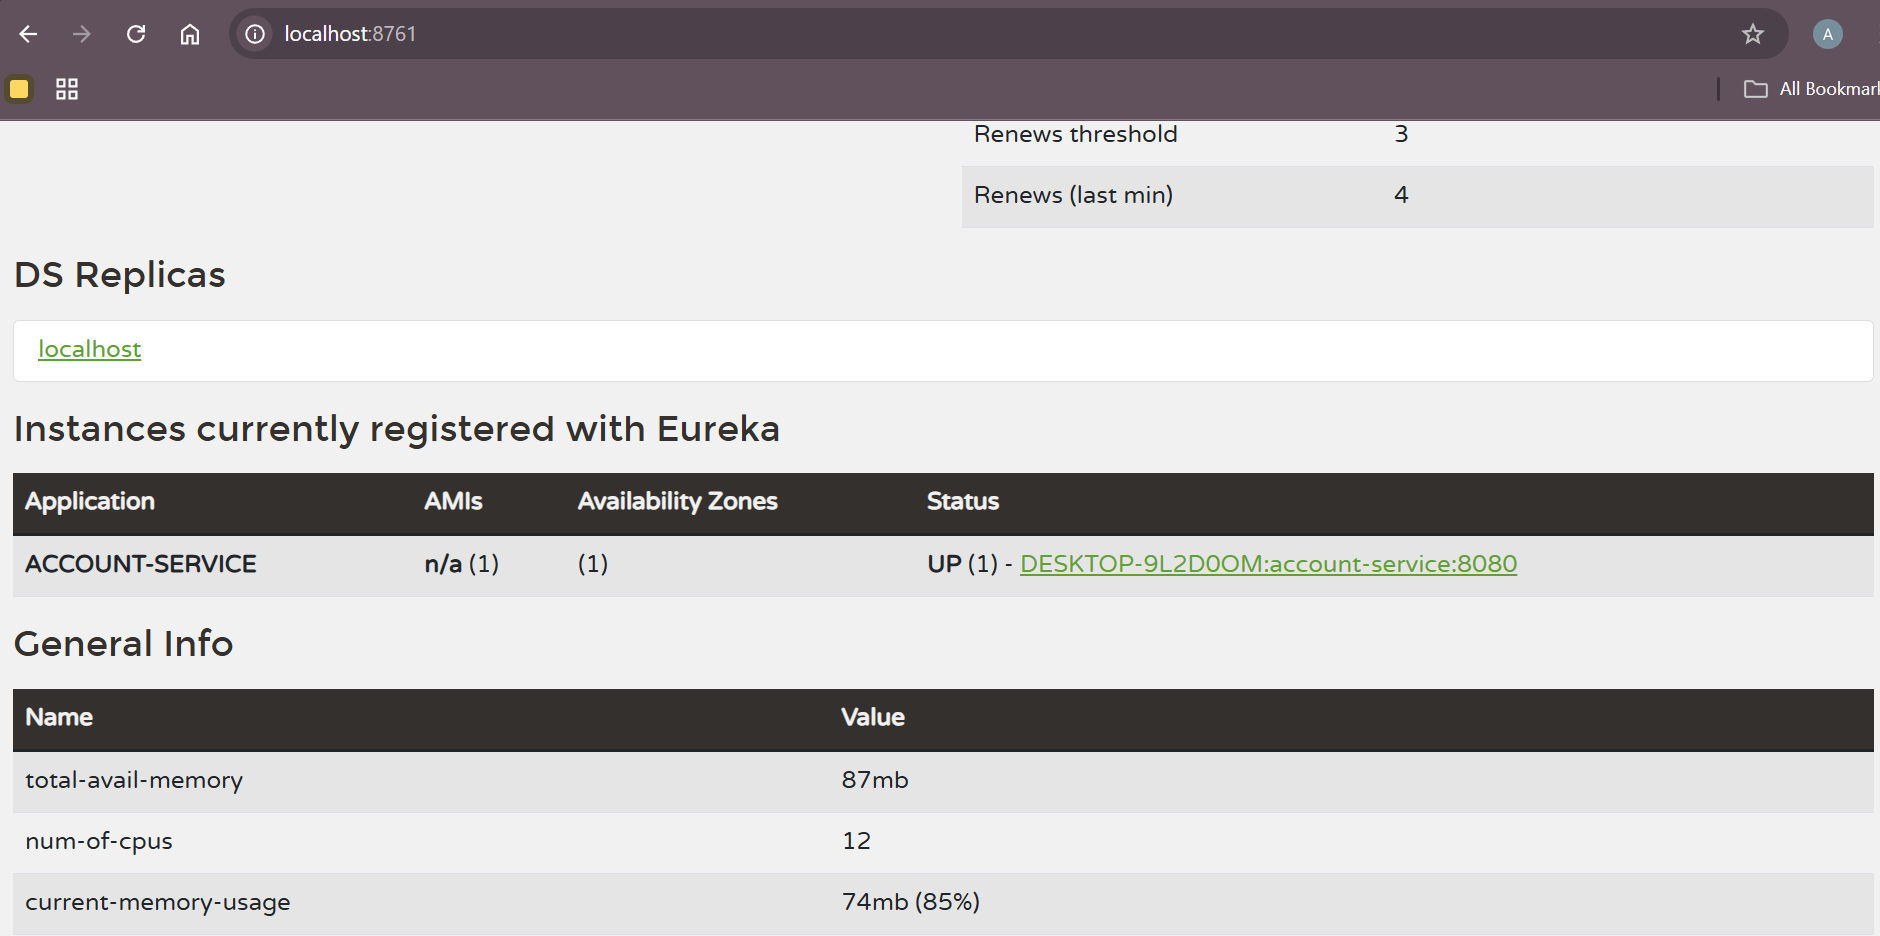 localhost:8761
A
All Bookmark
Renews threshold 3
Renews (last min) 4
DS Replicas
localhost
Instances currently registered with Eureka
Application AMIs Availability Zones Status
ACCOUNT-SERVICE n/a (1) (1) UP (1) - DESKTOP-9L2D0OM:account-service:8080
General Info
Name Value
total-avail-memory 87mb
num-of-cpus 12
current-memory-usage 74mb (85%)